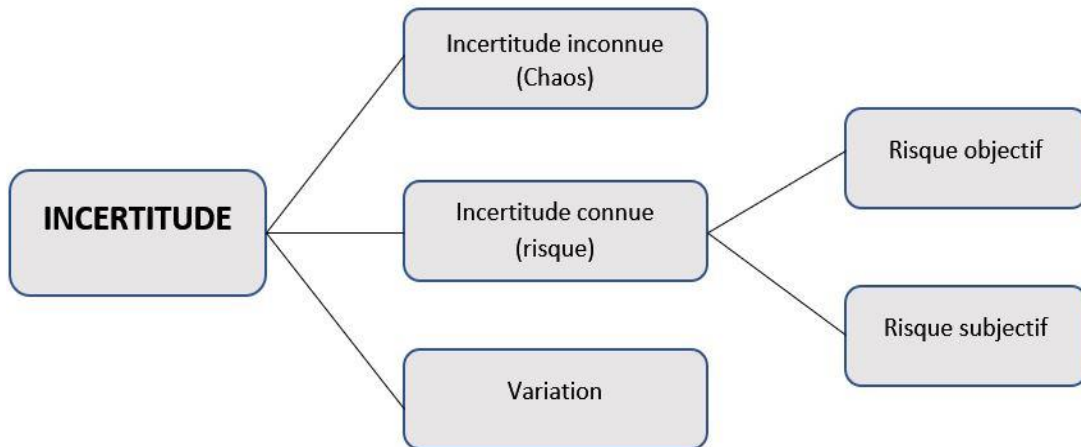 Incertitude inconnue
(Chaos)
Risque objectif
INCERTITUDE
Incertitude connue
(risque)
Risque subjectif
Variation